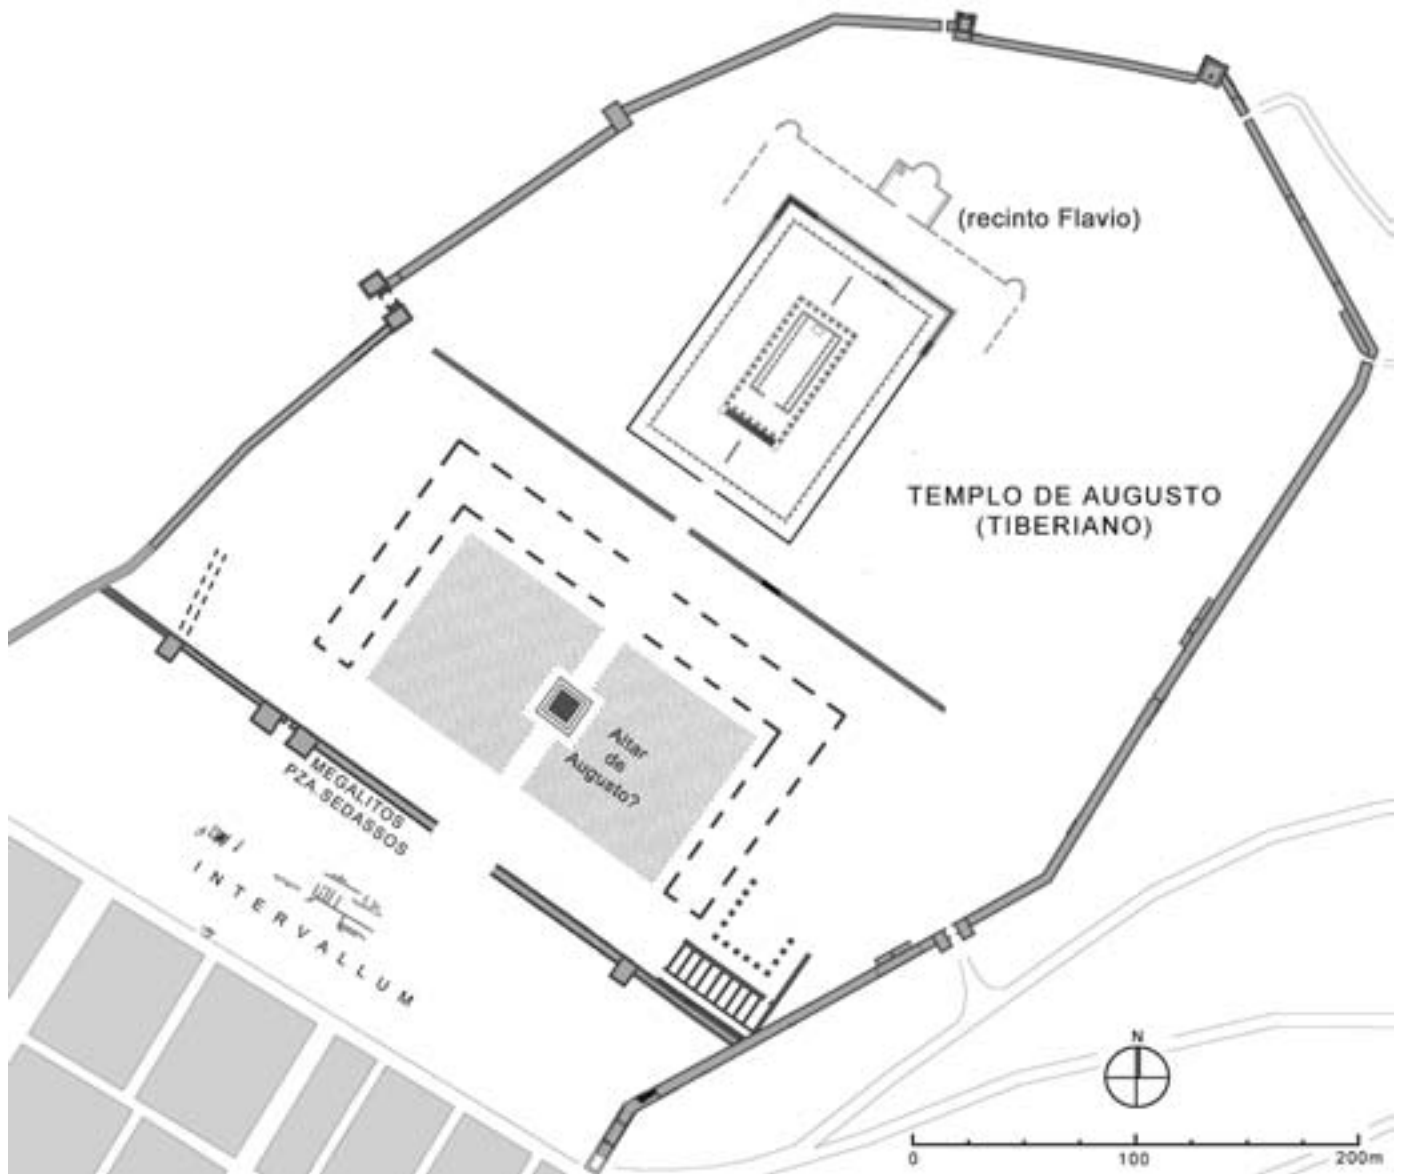 (recinto Flavio)
TEMPLO DE AUGUSTO
(TIBERIANO)
Altar
de
Augusto?
MEGALITOS
PZA.SEDASSOS
INTERVALLUM
N
0 100 200m